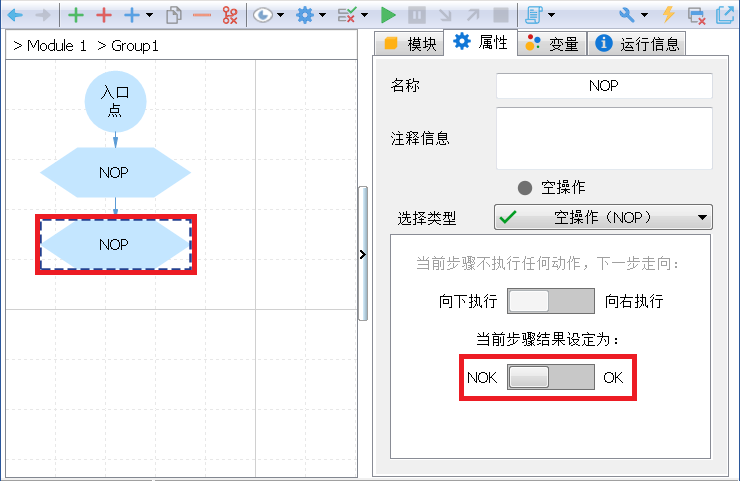 > Module 1 > Group1
入口
点
NOP
NOP
模块
属性
变量
运行信息
名称
NOP
注释信息
空操作
选择类型
空操作（NOP）
当前步骤不执行任何动作，下一步走向：
向下执行
向右执行
当前步骤结果设定为：
NOK
OK